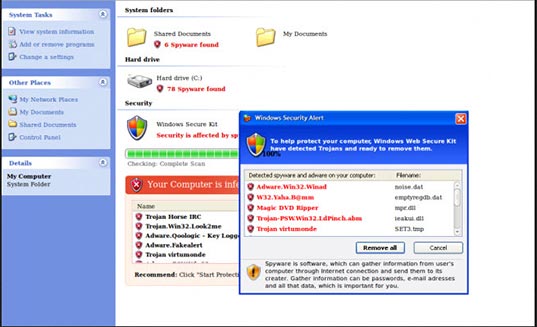 System Tasks
View system information
Add or remove programs
Change a settings
Other Places
My Network Places
My Documents
Shared Documents
Control Panel
Details
My Computer
System Folder
System folders
Shared Documents
6 Spyware found
My Documents
Hard drive
Hard drive (C:)
78 Spyware found
Security
Windows Secure Kit
Security is affected by sp
Checking: Complete Scan
Your Computer is inf
Name
Trojan Horse IRC
Trojan.Win32.Look2me
Adware.Qoologic - Key Logg
Adware.Fakealert
Trojan virtumonde
Recommend: Click "Start Protecti
Windows Security Alert
To help protect your computer, Windows Web Secure Kit
have detected Trojans and ready to remove them.
100%
Detected spyware and adware on your computer: Filename:
Adware.Win32.Winad noise.dat
W32.Yaha.B@mm emptyregdb.dat
Magic DVD Ripper mpr.dll
Trojan-PSW.Win32.LdPinch.abm ieakui.dll
Trojan virtumonde SET3.tmp
Remove all Cancel
Spyware is software, which can gather information from user's
computer through Internet connection and send them to its
creater. Gather information can be passwords, e-mail adresses
and all that data, which is important for you.